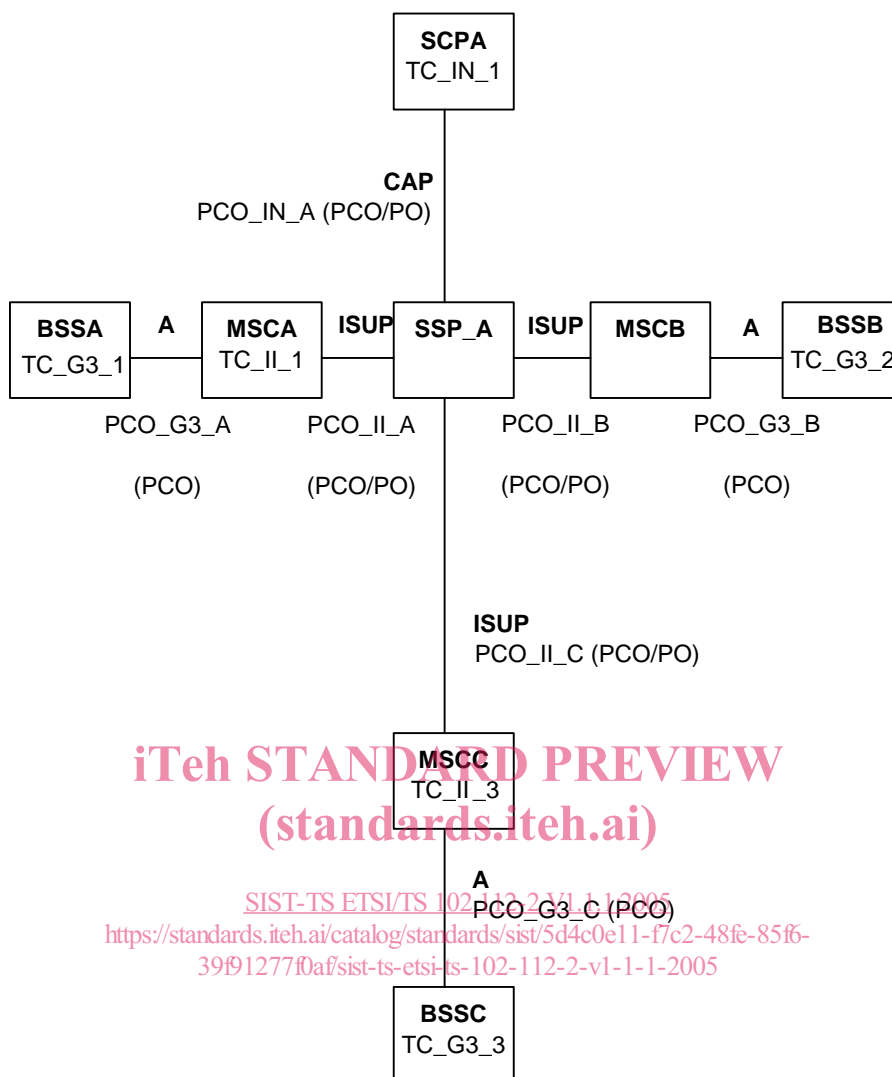 SCPA
TC_IN_1
CAP
PCO_IN_A (PCO/PO)
BSSA
TC_G3_1
A
MSCA
TC_II_1
ISUP
SSP_A
ISUP
MSCB
A
BSSB
TC_G3_2
PCO_G3_A
(PCO)
PCO_II_A
(PCO/PO)
PCO_II_B
(PCO/PO)
PCO_G3_B
(PCO)
ISUP
PCO_II_C (PCO/PO)
MSCC
TC_II_3
iTeh STANDARD PREVIEW
(standards.iteh.ai)
A
PCO_G3_C (PCO)
SIST-TS ETSI/TS 102 112-2 V1.1.1:2005
https://standards.iteh.ai/catalog/standards/sist/5d4c0e11-f7c2-48fe-85f6-
39f91277f0af/sist-ts-etsi-ts-102-112-2-v1-1-1-2005
BSSC
TC_G3_3